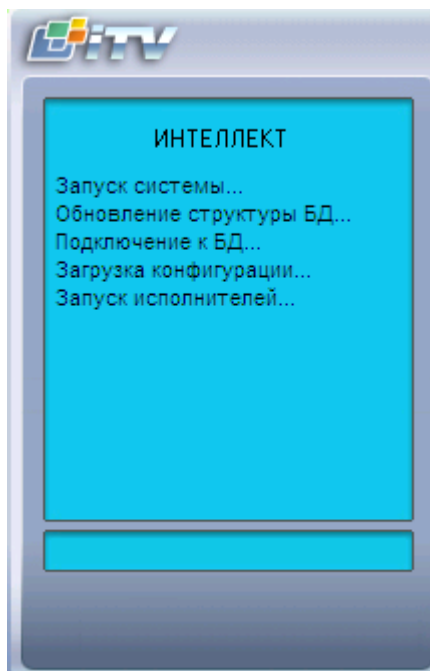 iTV
ИНТЕЛЛЕКТ
Запуск системы...
Обновление структуры БД...
Подключение к БД...
Загрузка конфигурации...
Запуск исполнителей...